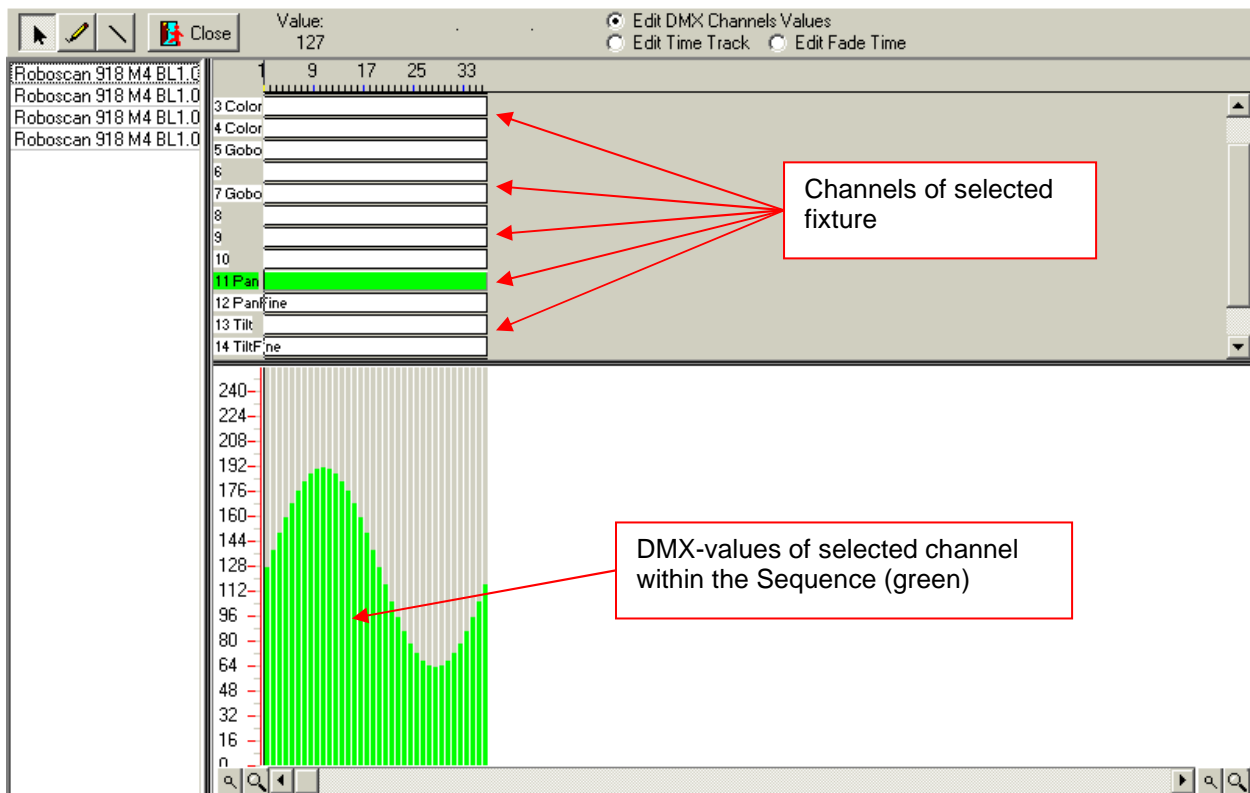 Close
Value:
127
Edit DMX Channels Values
Edit Time Track Edit Fade Time
Roboscan 918 M4 BL1.0
Roboscan 918 M4 BL1.0
Roboscan 918 M4 BL1.0
Roboscan 918 M4 BL1.0
1 9 17 25 33
3 Color
4 Color
5 Gobo
6
7 Gobo
8
9
10
11 Pan
12 PanFine
13 Tilt
14 TiltFine
Channels of selected
fixture
240
224
208
192
176
160
144
128
112
96
80
64
48
32
16
0
DMX-values of selected channel
within the Sequence (green)